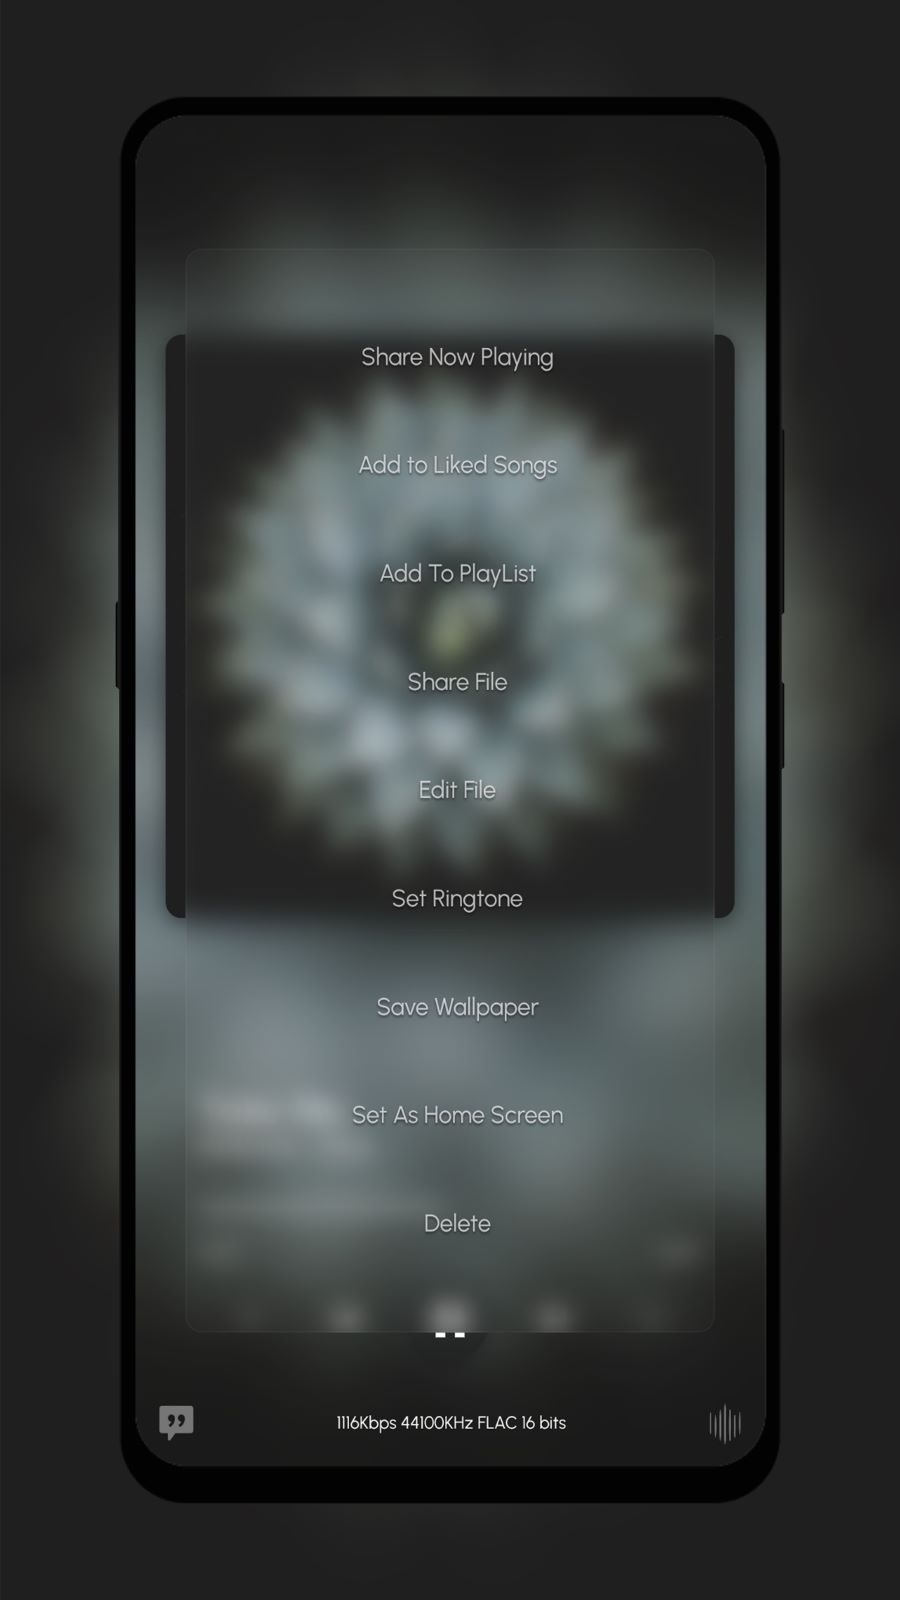 Share Now Playing
Add to Liked Songs
Add To PlayList
Share File
Edit File
Set Ringtone
Save Wallpaper
Set As Home Screen
Delete
1116Kbps 44100KHz FLAC 16 bits